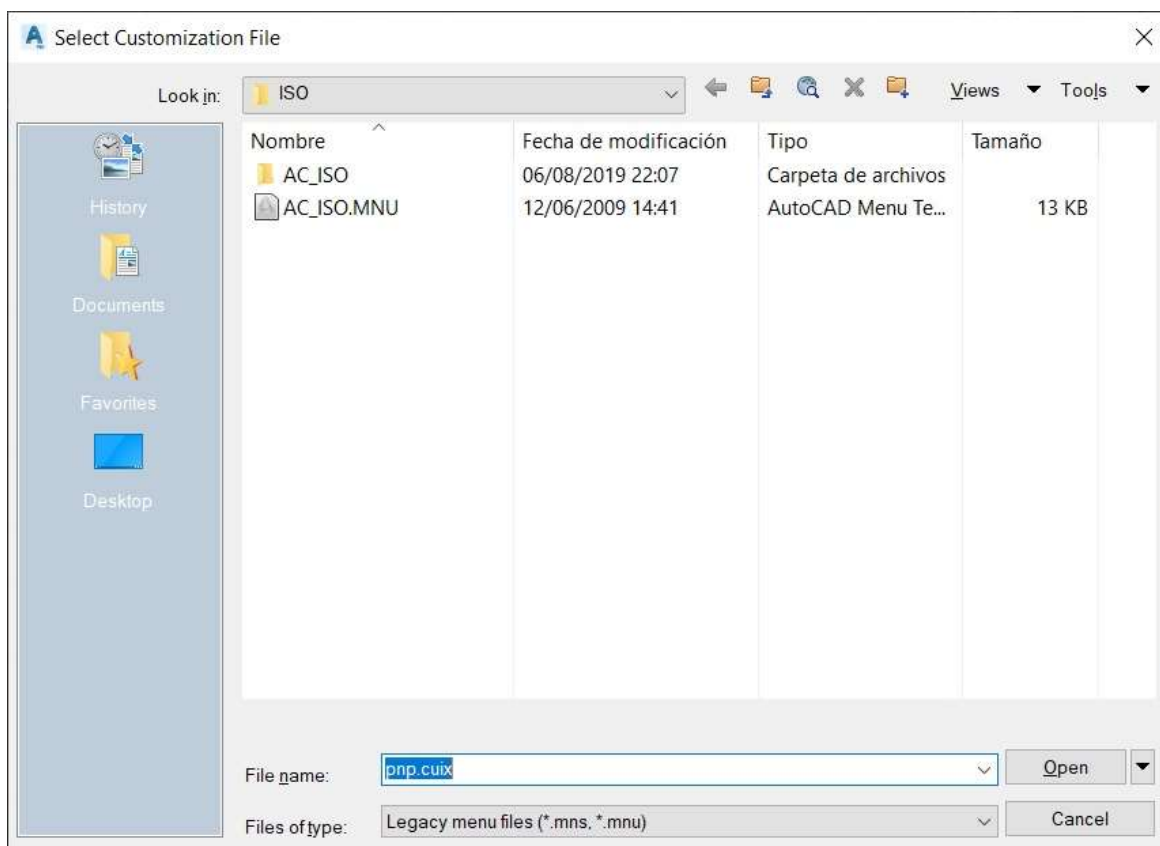 Select Customization File
Look in: ISO Views Tools
Nombre Fecha de modificación Tipo Tamaño
AC_ISO 06/08/2019 22:07 Carpeta de archivos
AC_ISO.MNU 12/06/2009 14:41 AutoCAD Menu Te... 13 KB
History
Documents
Favorites
Desktop
File name: pnp.cuix Open
Files of type: Legacy menu files (*.mns, *.mnu) Cancel